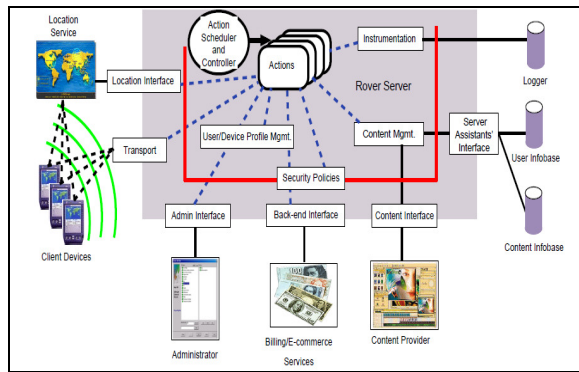 Location
Service
Action
Scheduler
and
Controller
Actions
Instrumentation
Logger
Rover Server
Location Interface
Transport
User/Device Profile Mgmt.
Content Mgmt.
Server
Assistants'
Interface
User Infobase
Security Policies
Client Devices
Admin Interface
Back-end Interface
Content Interface
Content Infobase
Administrator
Billing/E-commerce
Services
Content Provider